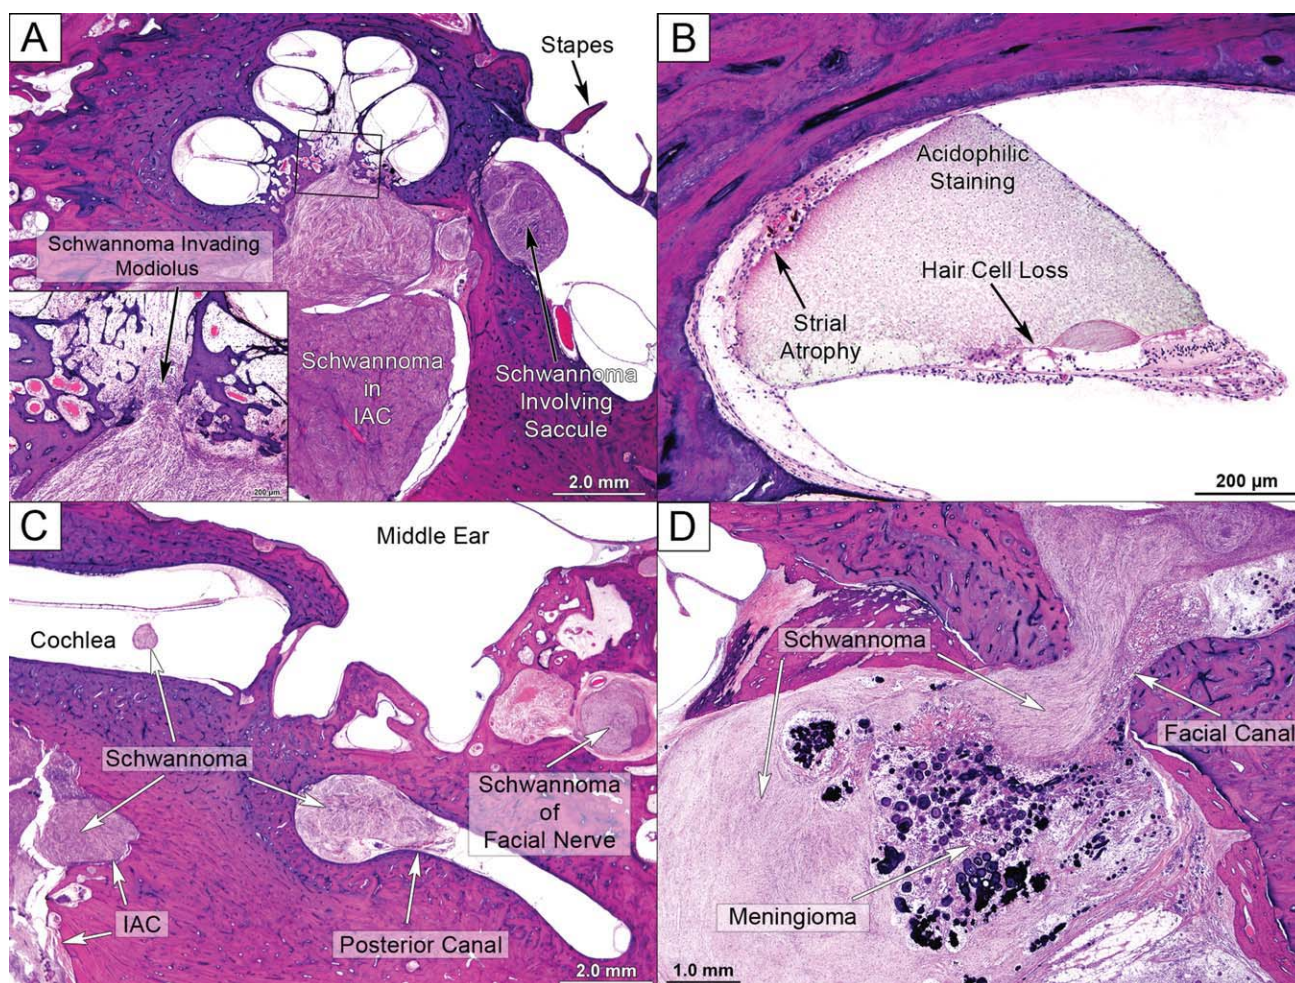 A
Stapes
Schwannoma Invading
Modiolus
Schwannoma
in
IAC
Schwannoma
Involving
Saccule
200 µm
2.0 mm
B
Acidophilic
Staining
Hair Cell Loss
Strial
Atrophy
200 µm
C
Middle Ear
Cochlea
Schwannoma
Schwannoma
of
Facial Nerve
IAC
Posterior Canal
2.0 mm
D
Schwannoma
Facial Canal
Meningioma
1.0 mm